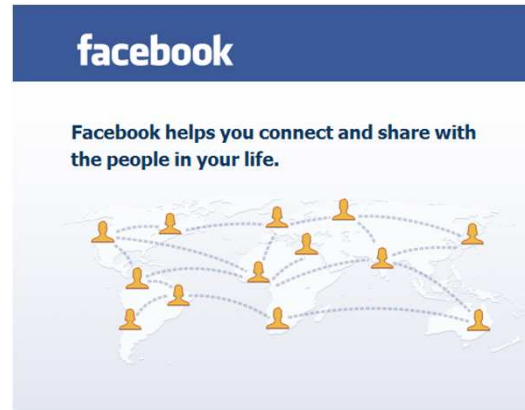 facebook
Facebook helps you connect and share with
the people in your life.